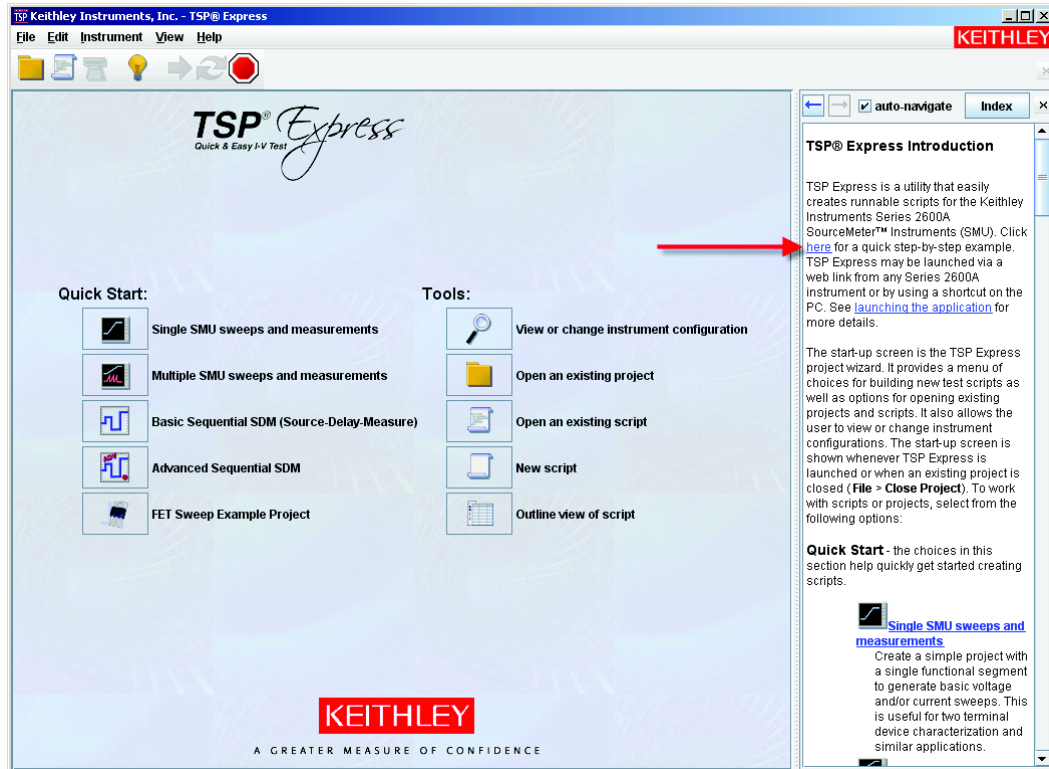 TSP Keithley Instruments, Inc. - TSP® Express
File Edit Instrument View Help
KEITHLEY
TSP® Express
Quick & Easy I-V Test
Quick Start:
Single SMU sweeps and measurements
Multiple SMU sweeps and measurements
Basic Sequential SDM (Source-Delay-Measure)
Advanced Sequential SDM
FET Sweep Example Project
Tools:
View or change instrument configuration
Open an existing project
Open an existing script
New script
Outline view of script
KEITHLEY
A GREATER MEASURE OF CONFIDENCE
auto-navigate Index
TSP® Express Introduction
TSP Express is a utility that easily
creates runnable scripts for the Keithley
Instruments Series 2600A
SourceMeter™ Instruments (SMU). Click
here for a quick step-by-step example.
TSP Express may be launched via a
web link from any Series 2600A
instrument or by using a shortcut on the
PC. See launching the application for
more details.
The start-up screen is the TSP Express
project wizard. It provides a menu of
choices for building new test scripts as
well as options for opening existing
projects and scripts. It also allows the
user to view or change instrument
configurations. The start-up screen is
shown whenever TSP Express is
launched or when an existing project is
closed (File > Close Project). To work
with scripts or projects, select from the
following options:
Quick Start - the choices in this
section help quickly get started creating
scripts.
Single SMU sweeps and
measurements
Create a simple project with
a single functional segment
to generate basic voltage
and/or current sweeps. This
is useful for two terminal
device characterization and
similar applications.